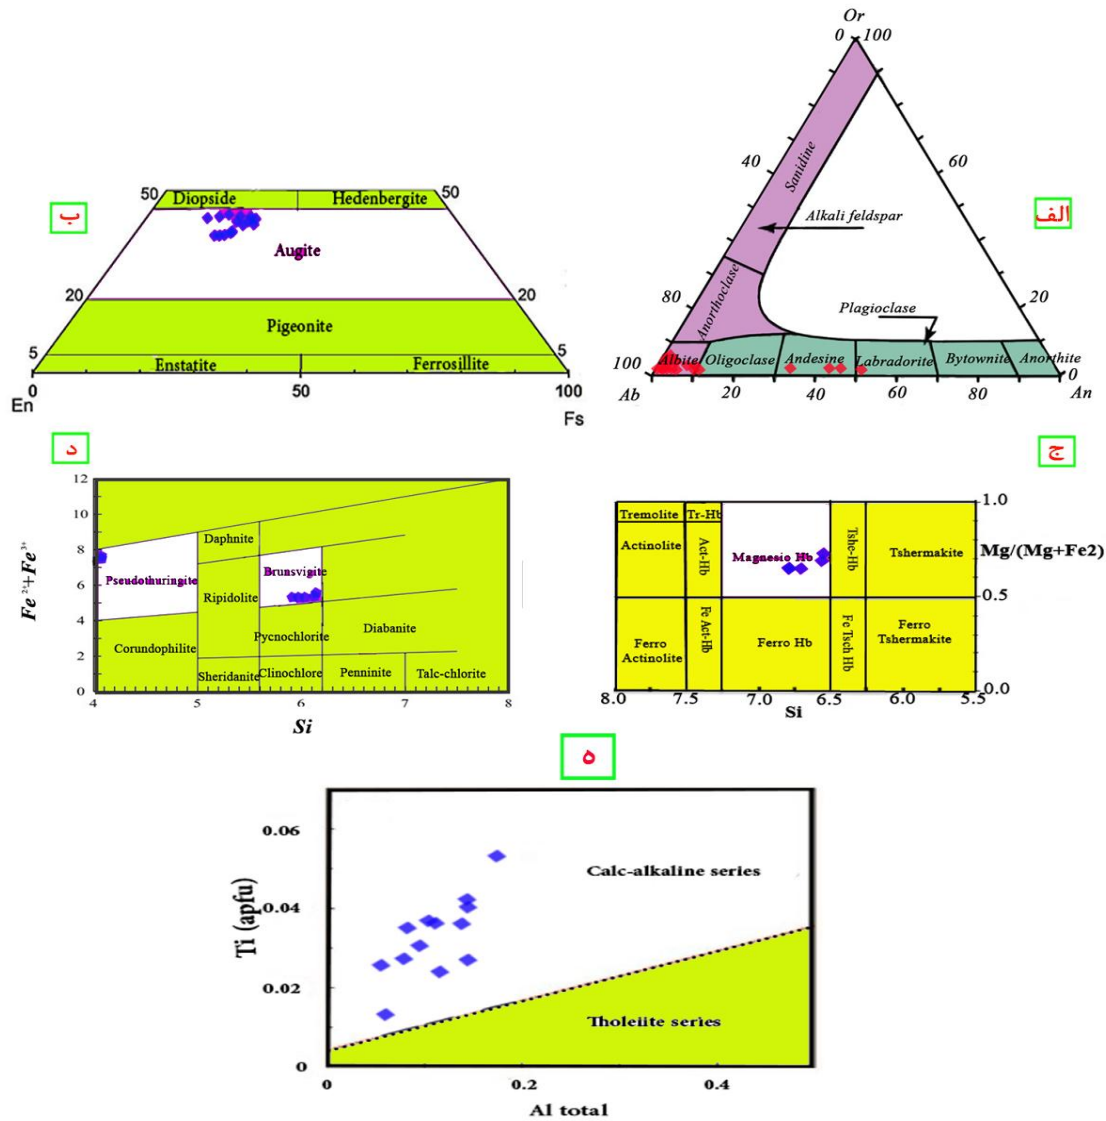 الف
Or
0 100
40
60
Sanidine
Alkali feldspar
80
20
Anorthoclase
Plagioclase
100
Albite
Oligoclase
Andesine
Labradorite
Bytownite
Anorthite
0
Ab
20
40
60
80
An
ب
50
Diopside
Hedenbergite
50
Augite
20
20
Pigeonite
5
Enstatite
Ferrosillite
5
0
50
100
En
Fs
ج
Tremolite
Tr-Hb
1.0
Actinolite
Act-Hb
Magnesio Hb
Tshe-Hb
Tshermakite
Mg/(Mg+Fe2)
0.5
Ferro
Actinolite
Fe Act-Hb
Ferro Hb
Fe Tsch Hb
Ferro
Tshermakite
0.0
8.0
7.5
7.0
6.5
6.0
5.5
Si
د
12
10
8
6
4
2
0
Fe 2+ + Fe 3+
Daphnite
Pseudothuringite
Brunsvigite
Ripidolite
Pycnochlorite
Diabanite
Corundophilite
Sheridanite
Clinochlore
Penninite
Talc-chlorite
4
5
6
7
8
Si
ه
0.06
0.04
0.02
0
Ti (apfu)
Calc-alkaline series
Tholeiite series
0
0.2
0.4
Al total